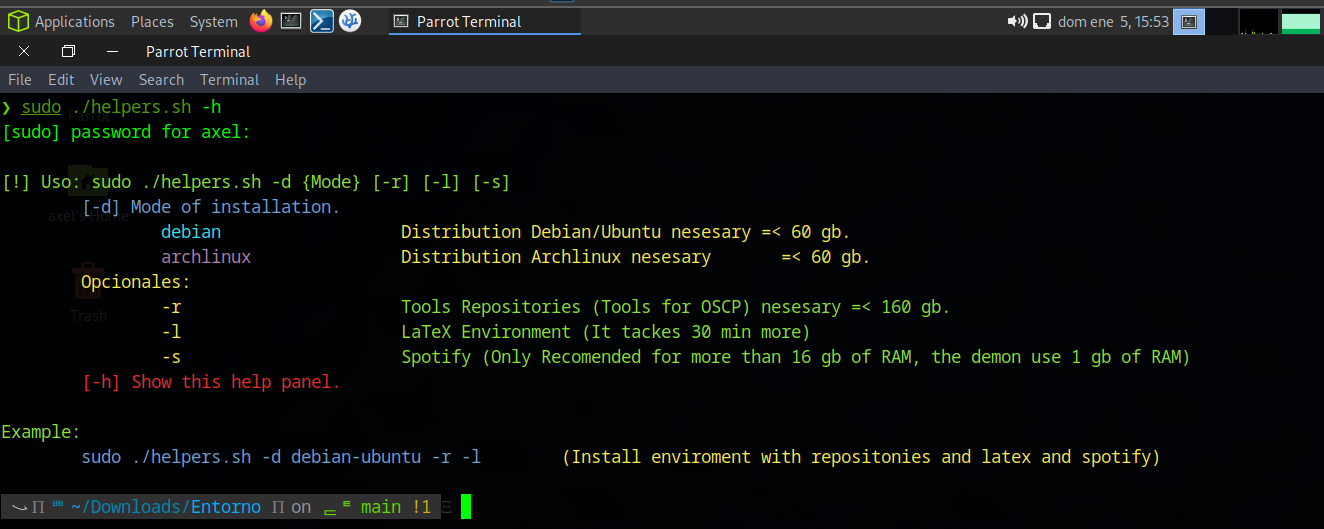 Applications Places System Parrot Terminal dom ene 5, 15:53
Parrot Terminal
File Edit View Search Terminal Help
❯ sudo ./helpers.sh -h
Parrot
[sudo] password for axel:
[!] Uso: sudo ./helpers.sh -d {Mode} [-r] [-l] [-s]
[-d] Mode of installation.
axel's Home
debian Distribution Debian/Ubuntu nesesary =< 60 gb.
archlinux Distribution Archlinux nesesary =< 60 gb.
Opcionales:
-r Tools Repositories (Tools for OSCP) nesesary =< 160 gb.
Trash
-l LaTeX Environment (It tackes 30 min more)
-s Spotify (Only Recomended for more than 16 gb of RAM, the demon use 1 gb of RAM)
[-h] Show this help panel.
Example:
sudo ./helpers.sh -d debian-ubuntu -r -l (Install enviroment with repositonies and latex and spotify)
~/Downloads/Entorno on main !1